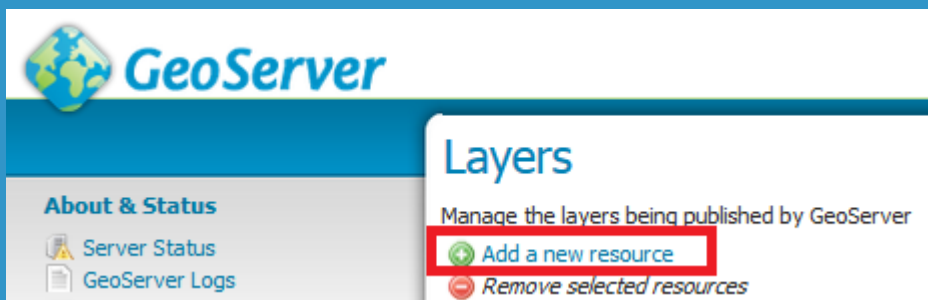 GeoServer
Layers
About & Status
Manage the layers being published by GeoServer
Server Status
Add a new resource
GeoServer Logs
Remove selected resources